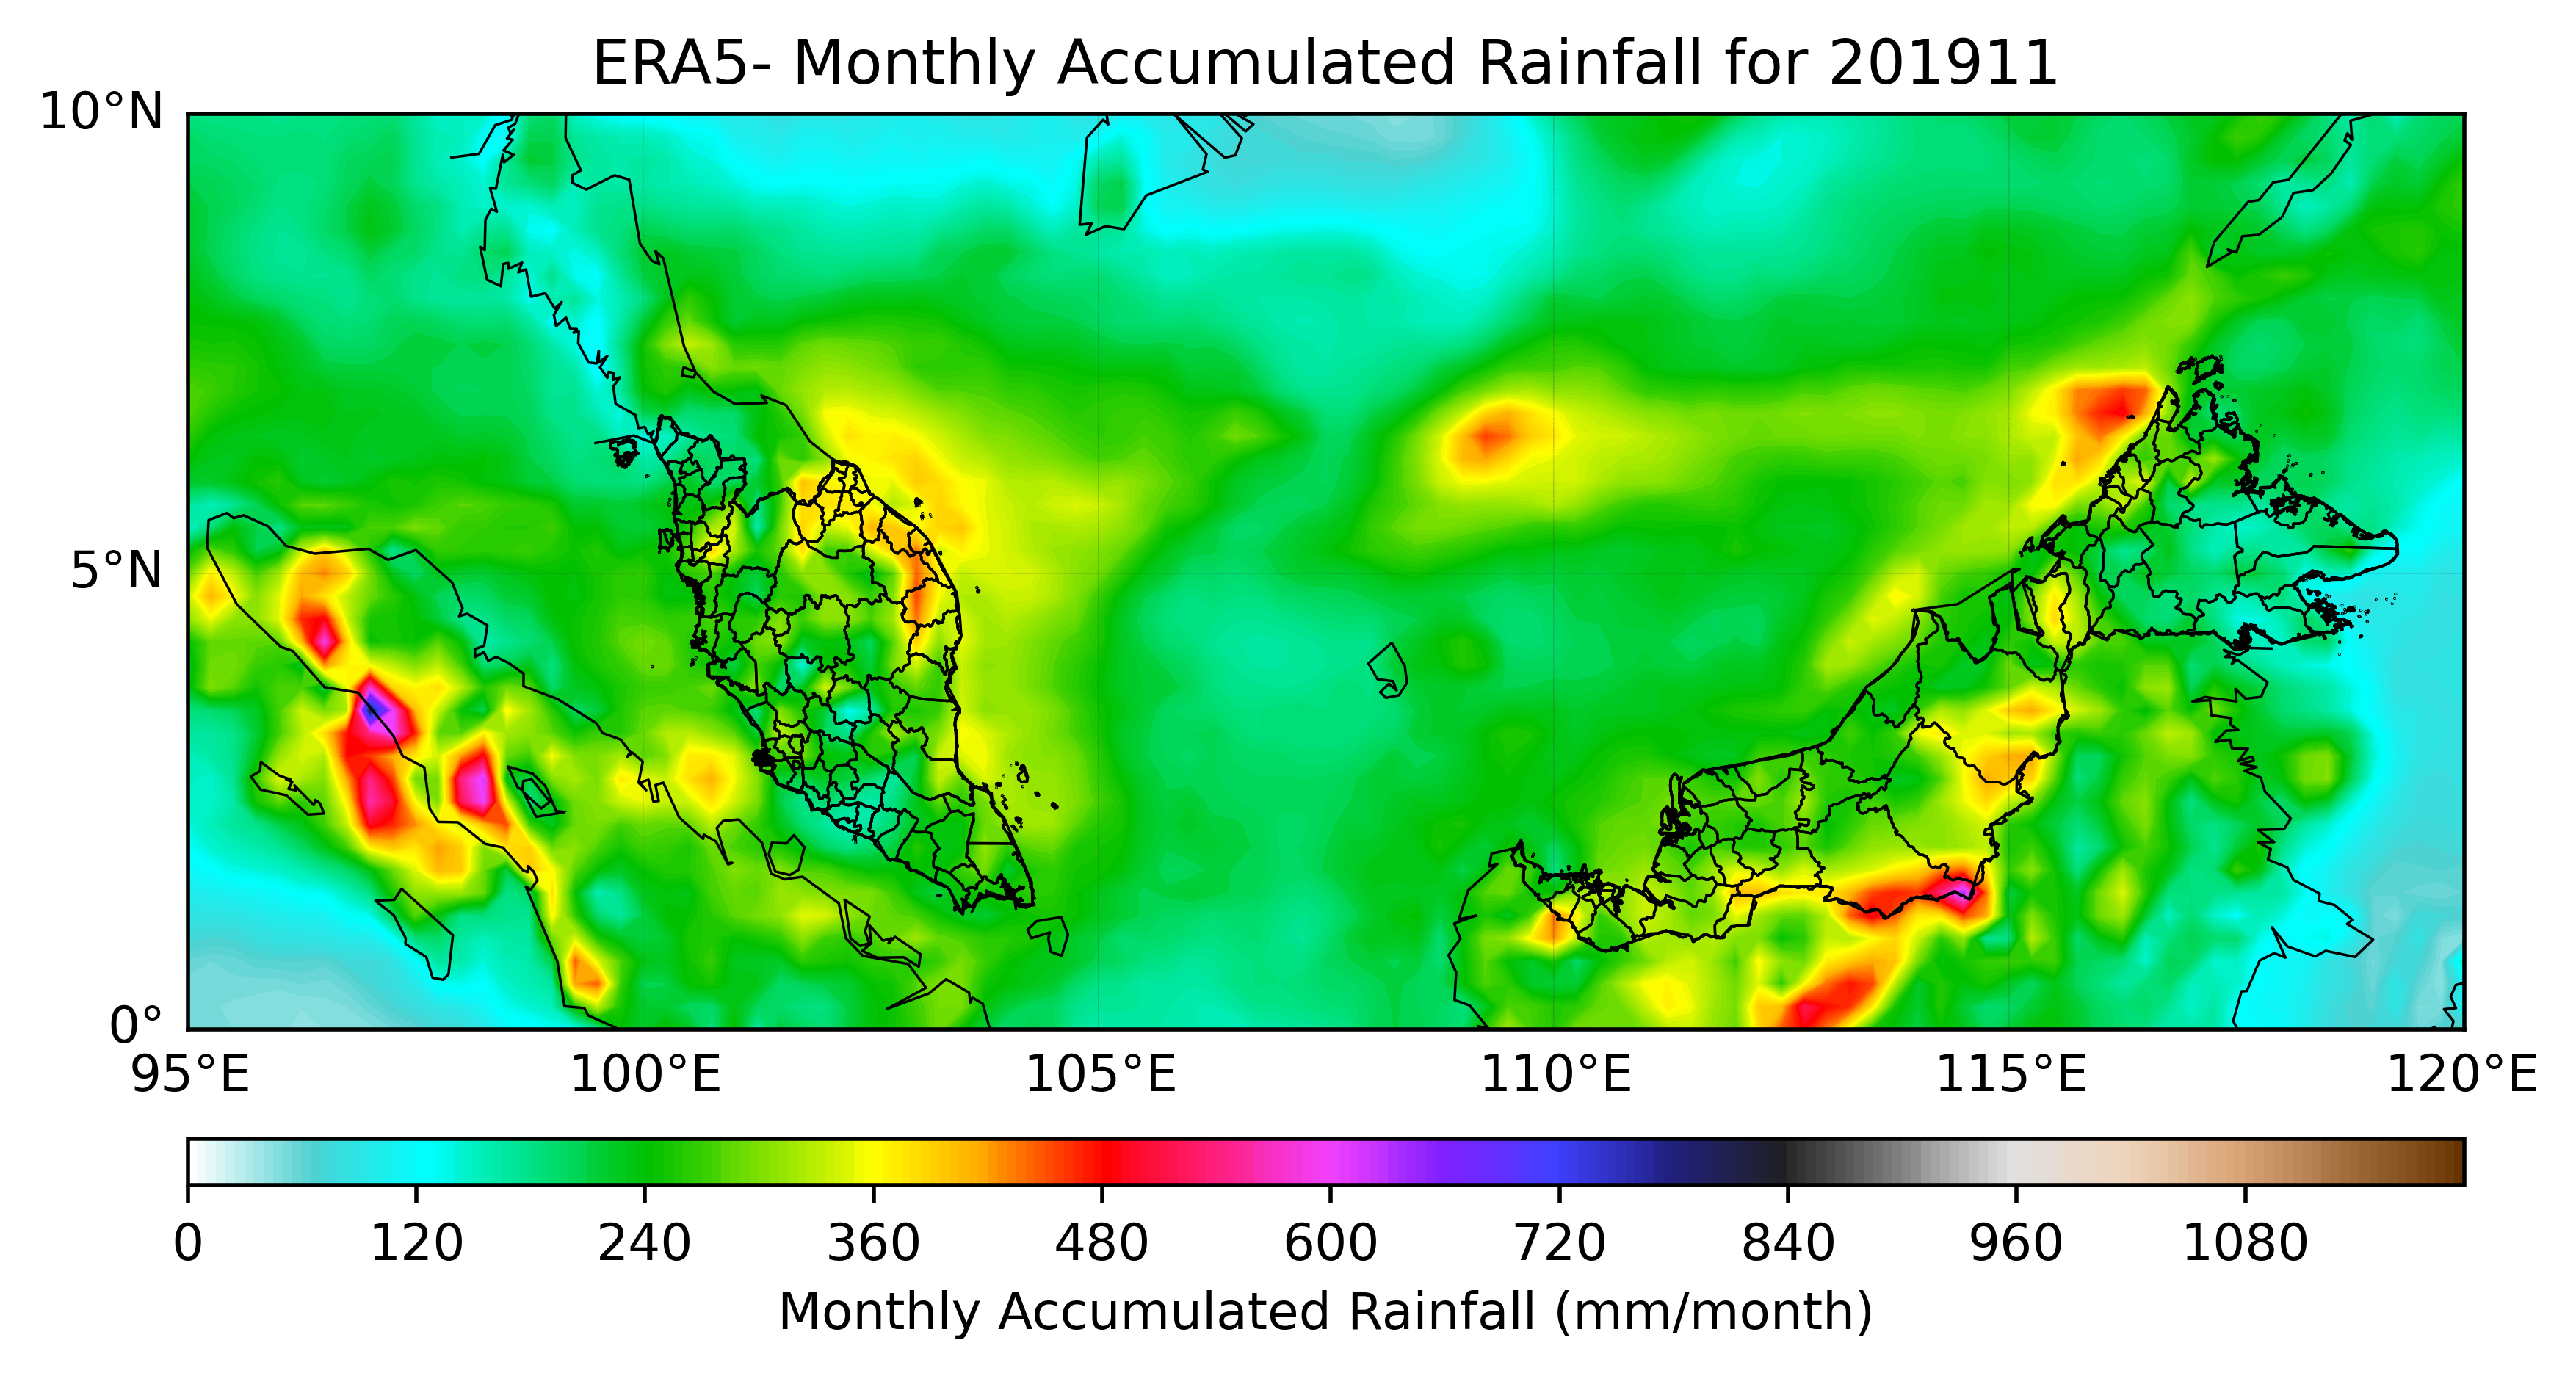 ERA5- Monthly Accumulated Rainfall for 201911
10°N
5°N
0°
95°E 100°E 105°E 110°E 115°E 120°E
0 120 240 360 480 600 720 840 960 1080
Monthly Accumulated Rainfall (mm/month)